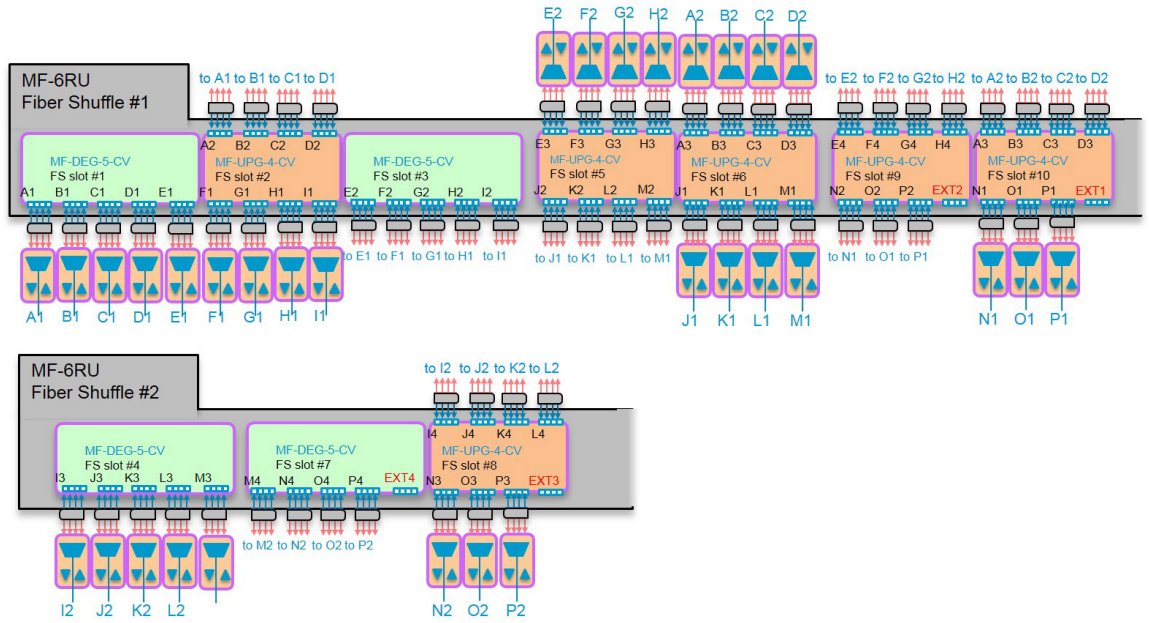 E2 F2 G2 H2 A2 B2 C2 D2
MF-6RU
Fiber Shuffle #1
to A1 to B1 to C1 to D1
to E2 to F2 to G2 to H2 to A2 to B2 to C2 to D2
A2 B2 C2 D2
E3 F3 G3 H3
A3 B3 C3 D3
E4 F4 G4 H4
A3 B3 C3 D3
MF-DEG-5-CV
FS slot #1
A1 B1 C1 D1 E1
MF-UPG-4-CV
FS slot #2
F1 G1 H1 I1
MF-DEG-5-CV
FS slot #3
E2 F2 G2 H2 I2
MF-UPG-4-CV
FS slot #5
J2 K2 L2 M2
MF-UPG-4-CV
FS slot #6
J1 K1 L1 M1
MF-UPG-4-CV
FS slot #9
N2 O2 P2 EXT2
MF-UPG-4-CV
FS slot #10
N1 O1 P1 EXT1
to E1 to F1 to G1 to H1 to I1
to J1 to K1 to L1 to M1
to N1 to O1 to P1
A1 B1 C1 D1 E1 F1 G1 H1 I1
J1 K1 L1 M1
N1 O1 P1
MF-6RU
Fiber Shuffle #2
to I2 to J2 to K2 to L2
I4 J4 K4 L4
MF-DEG-5-CV
FS slot #4
I3 J3 K3 L3 M3
MF-DEG-5-CV
FS slot #7
M4 N4 O4 P4 EXT4
MF-UPG-4-CV
FS slot #8
N3 O3 P3 EXT3
to M2 to N2 to O2 to P2
I2 J2 K2 L2
N2 O2 P2